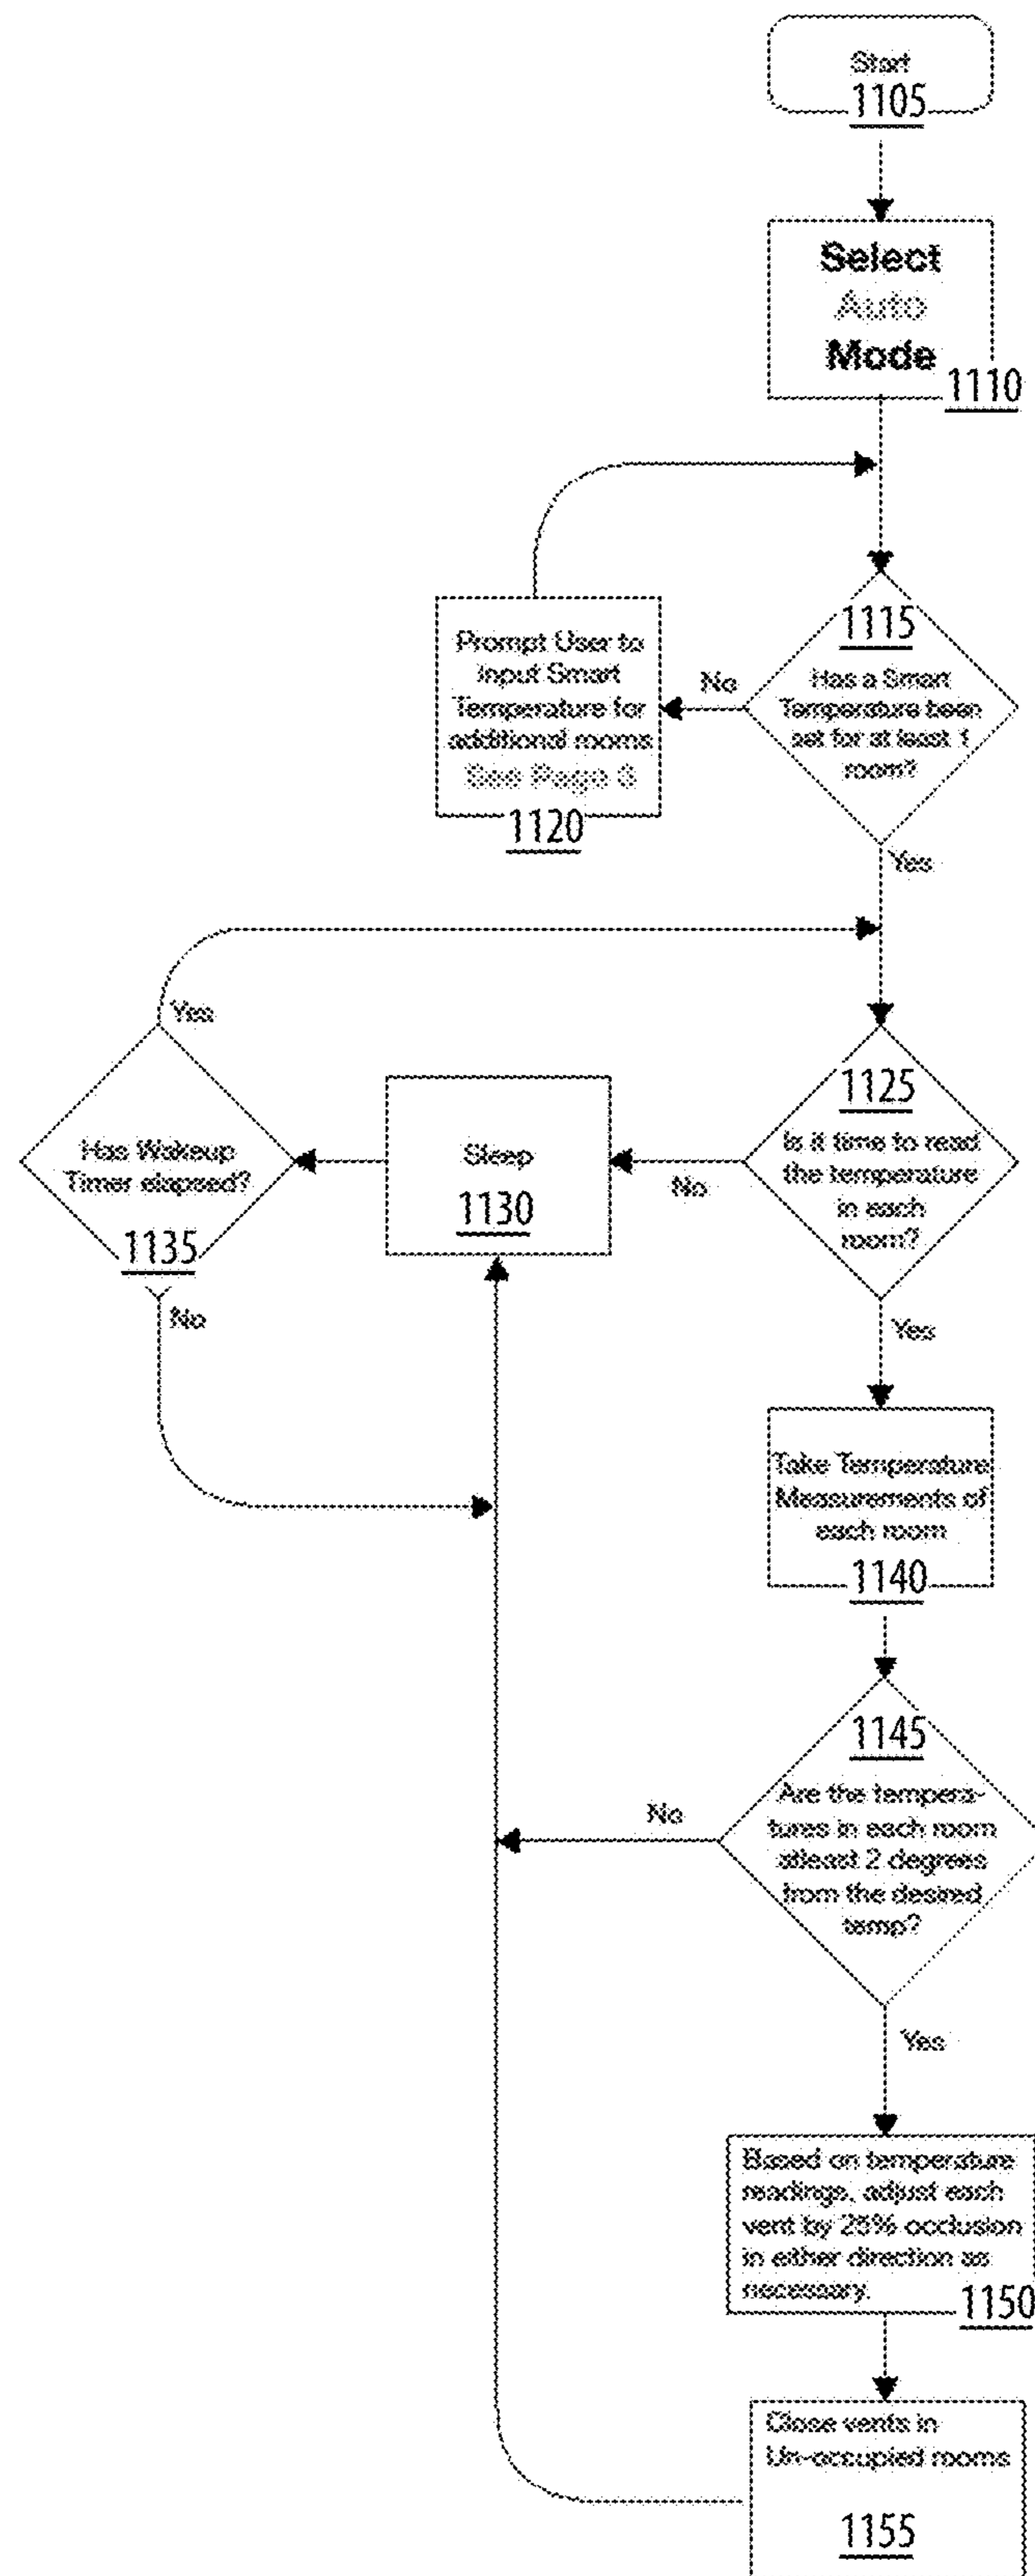 Start
1105
Select
Auto
Mode
1110
1115
Has a Smart
Temperature been
set for at least 1
room?
No
Prompt User to
Input Smart
Temperature for
additional rooms
See Page 6
1120
Yes
1125
Is it time to read
the temperature
in each
room?
No
Sleep
1130
Has Wakeup
Timer elapsed?
1135
Yes
No
Yes
Take Temperature
Measurements of
each room
1140
1145
Are the tempera-
tures in each room
atleast 2 degrees
from the desired
temp?
No
Yes
Based on temperature
readings, adjust each
vent by 25% occlusion
in either direction as
necessary.
1150
Close vents in
Un-occupied rooms
1155